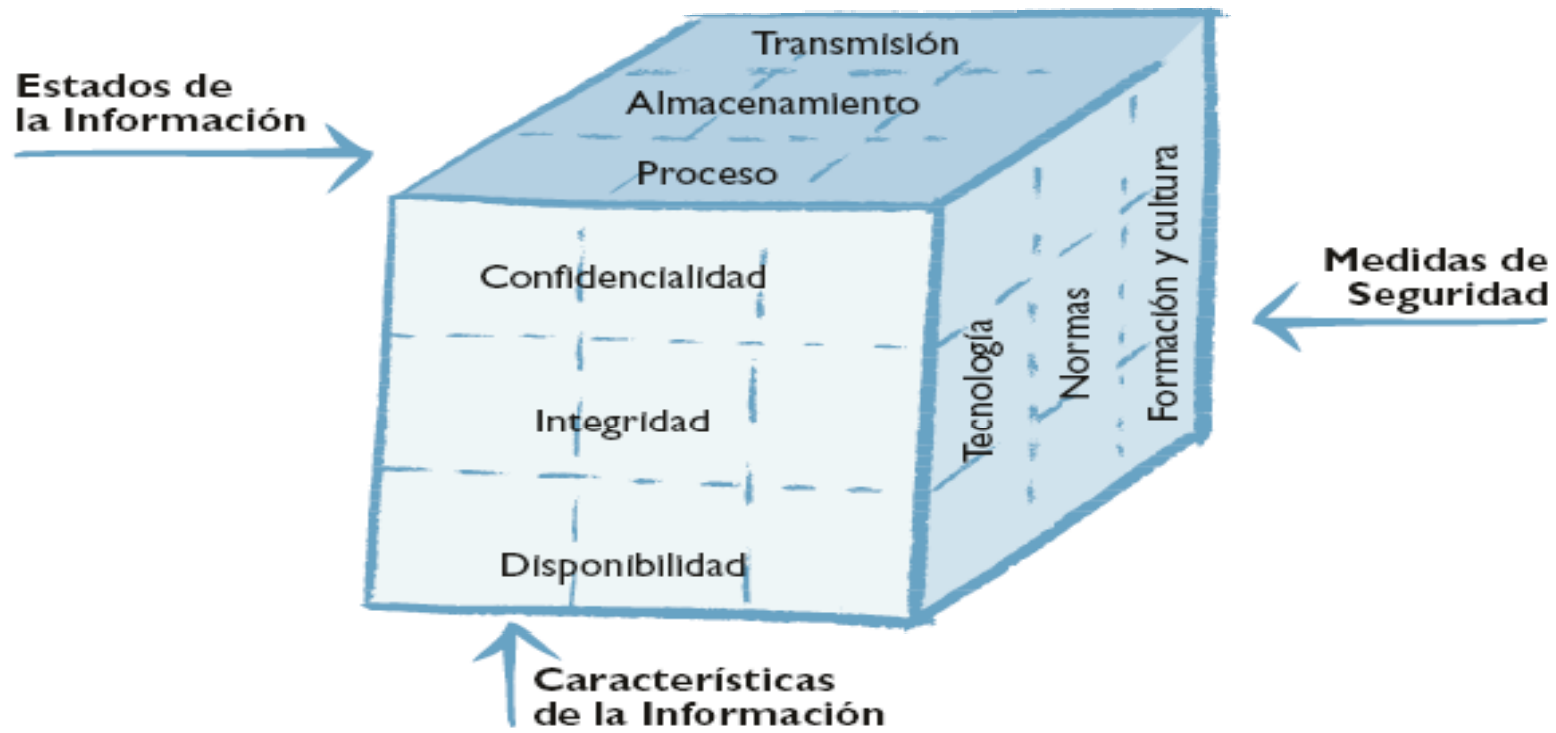 Transmisión
Estados de
la Información
Almacenamiento
Proceso
Confidencialidad
Integridad
Disponibilidad
Tecnología
Normas
Formación y cultura
Medidas de
Seguridad
Características
de la Información